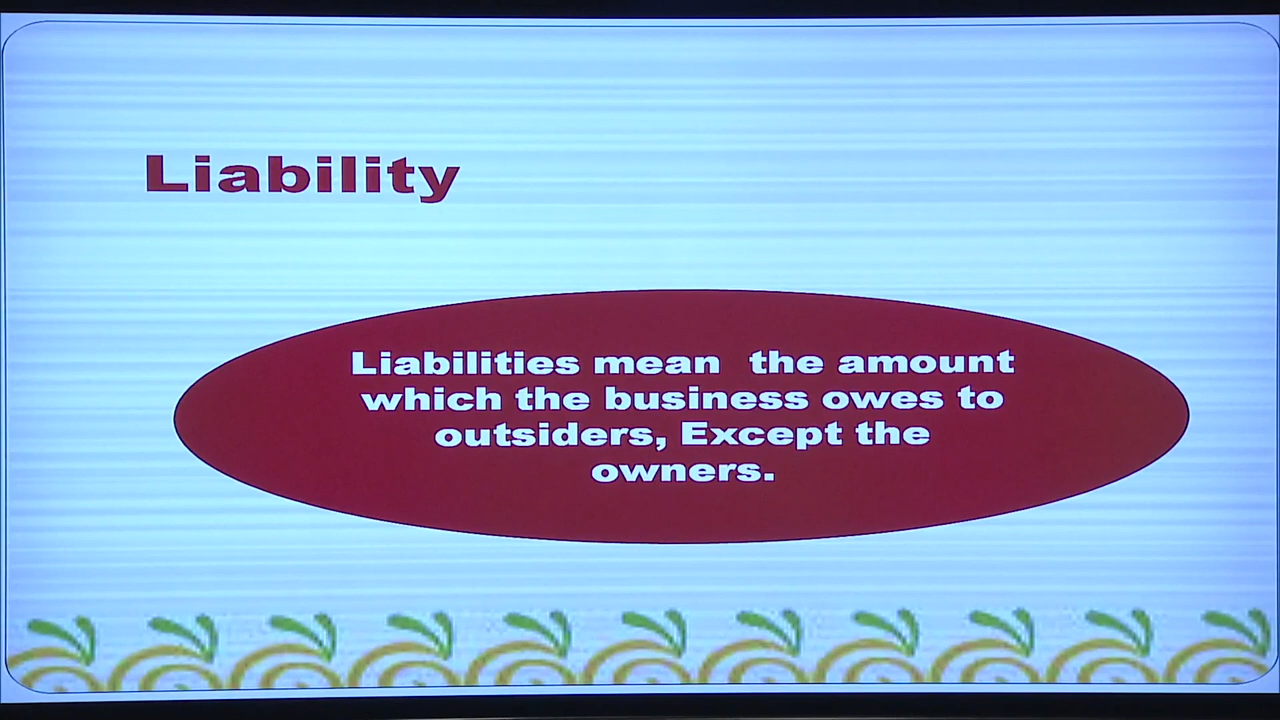 Liability
Liabilities mean the amount
which the business owes to
outsiders, Except the
owners.